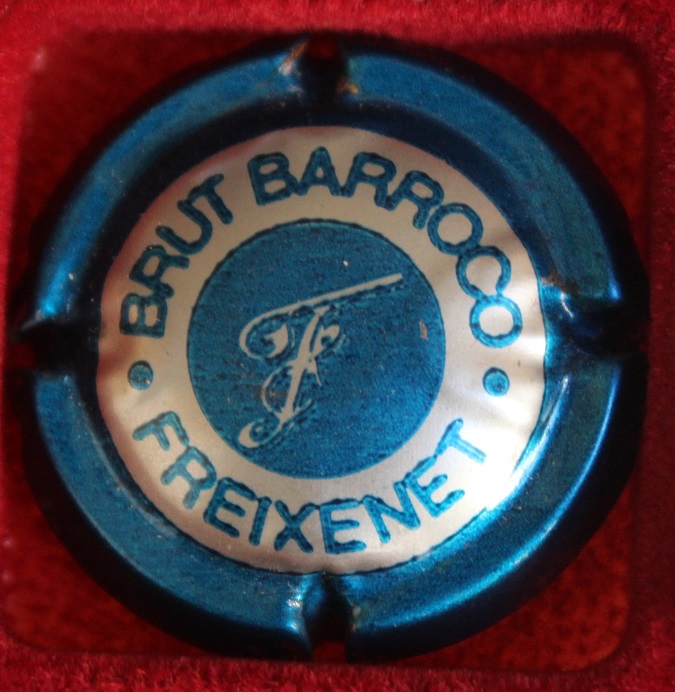 BRUT BARROCO
F
• FREIXENET •